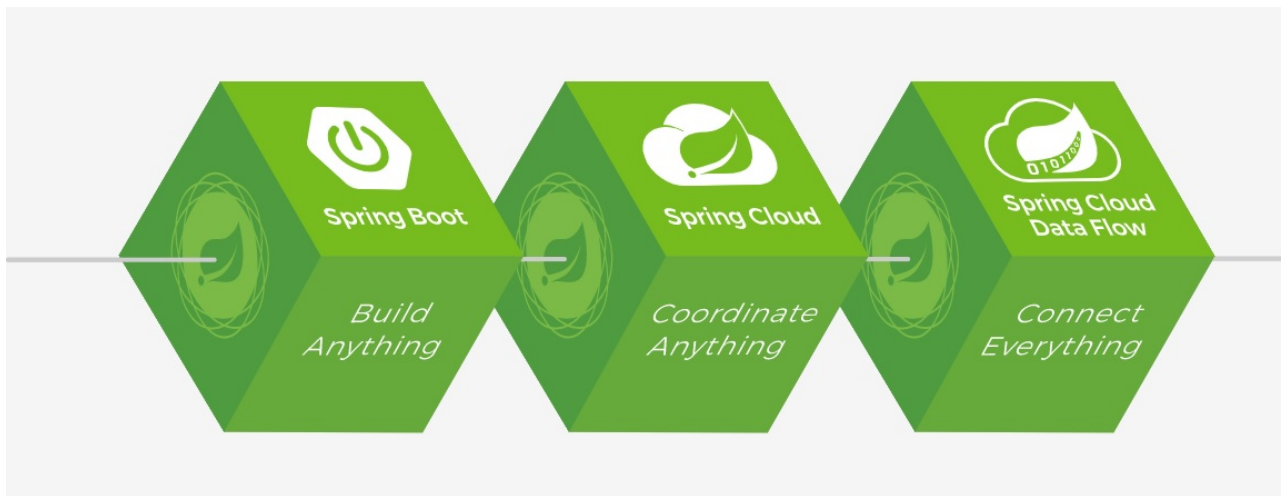 Spring Boot
Build
Anything
Spring Cloud
Coordinate
Anything
Spring Cloud
Data Flow
Connect
Everything